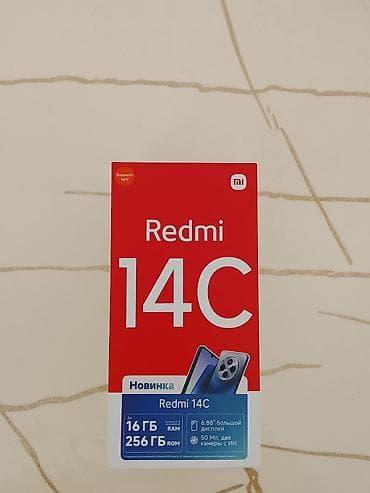 Supports
NFC
mi
Redmi
14C
Новинка
Redmi 14C
До
16 ГБ RAM
256 ГБ ROM
6.88" большой
дисплей
50 Мп, две
камеры с ИИ